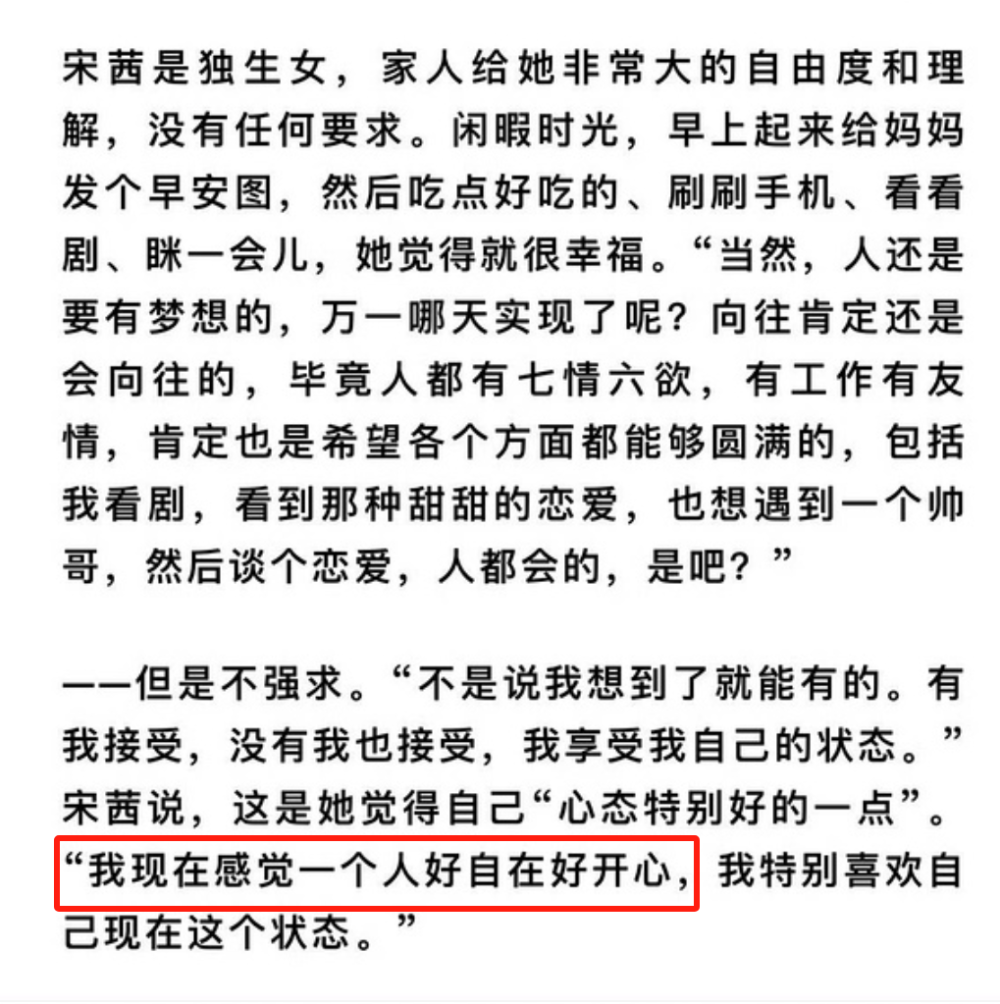 宋茜是独生女，家人给她非常大的自由度和理
解，没有任何要求。闲暇时光，早上起来给妈妈
发个早安图，然后吃点好吃的、刷刷手机、看看
剧、眯一会儿，她觉得就很幸福。“当然，人还是
要有梦想的，万一哪天实现了呢？向往肯定还是
会向往的，毕竟人都有七情六欲，有工作有友
情，肯定也是希望各个方面都能够圆满的，包括
我看剧，看到那种甜甜的恋爱，也想遇到一个帅
哥，然后谈个恋爱，人都会的，是吧？”
——但是不强求。“不是说我想到了就能有的。有
我接受，没有我也接受，我享受我自己的状态。”
宋茜说，这是她觉得自己“心态特别好的一点”。
“我现在感觉一个人好自在好开心，我特别喜欢自
己现在这个状态。”